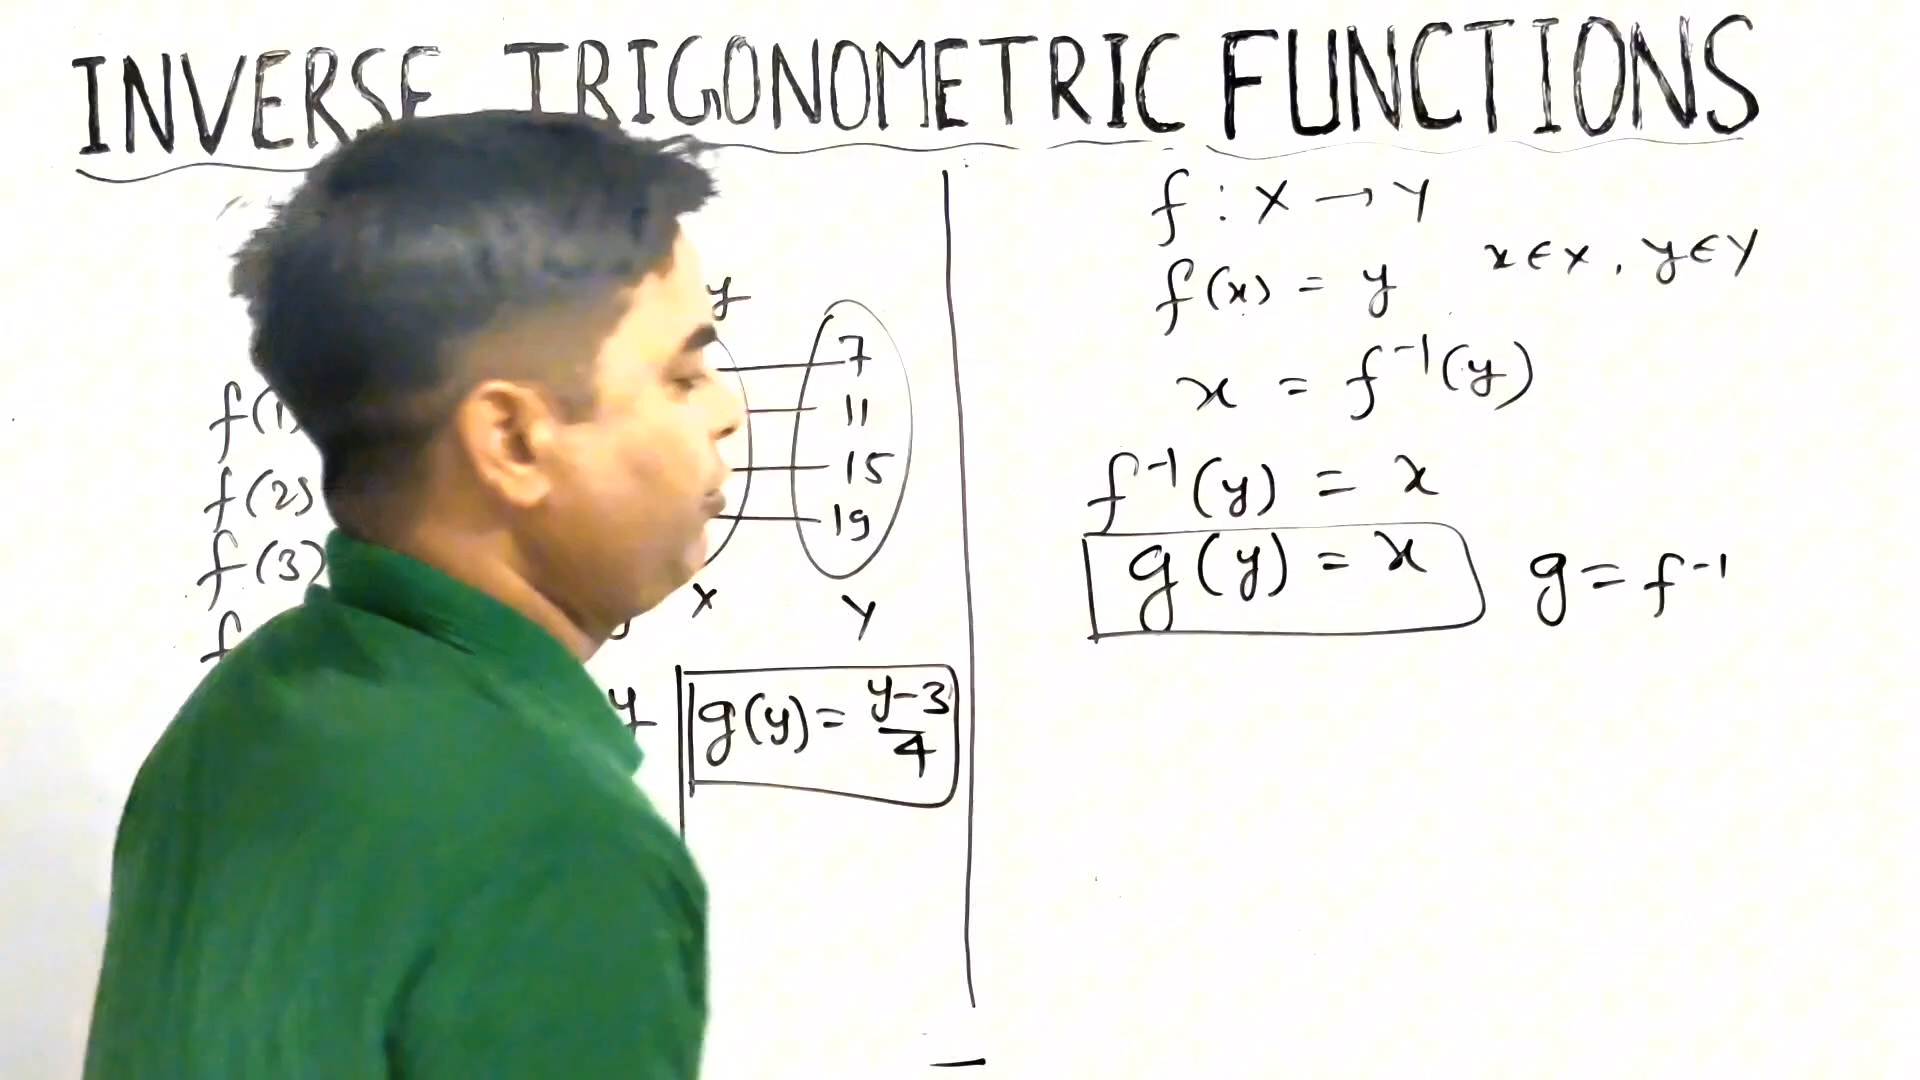 INVERSE TRIGONOMETRIC FUNCTIONS
y
7
11
15
19
f(1)
f(2)
f(3)
f
X
Y
y
g(y) = y-3/4
f : X → Y
f(x) = y x ∈ X, y ∈ Y
x = f⁻¹(y)
f⁻¹(y) = x
g(y) = x g = f⁻¹